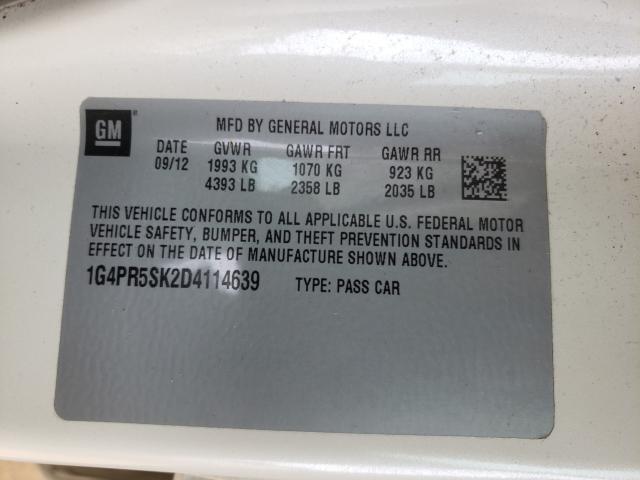 GM
MFD BY GENERAL MOTORS LLC
DATE GVWR GAWR FRT GAWR RR
09/12 1993 KG 1070 KG 923 KG
4393 LB 2358 LB 2035 LB
THIS VEHICLE CONFORMS TO ALL APPLICABLE U.S. FEDERAL MOTOR
VEHICLE SAFETY, BUMPER, AND THEFT PREVENTION STANDARDS IN
EFFECT ON THE DATE OF MANUFACTURE SHOWN ABOVE.
1G4PR5SK2D4114639 TYPE: PASS CAR